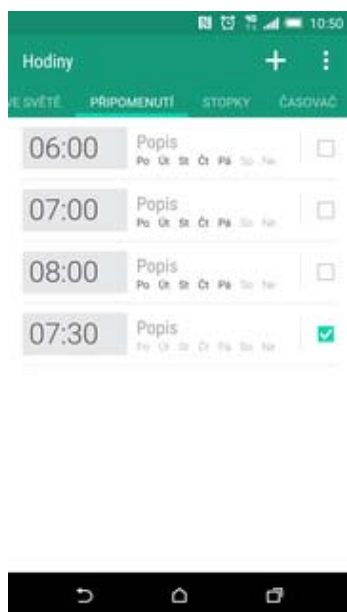 10:50
Hodiny
VE SVĚTĚ PŘIPOMENUTÍ STOPKY ČASOVAČ
06:00 Popis
Po Út St Čt Pá So Ne
07:00 Popis
Po Út St Čt Pá So Ne
08:00 Popis
Po Út St Čt Pá So Ne
07:30 Popis
Po Út St Čt Pá So Ne